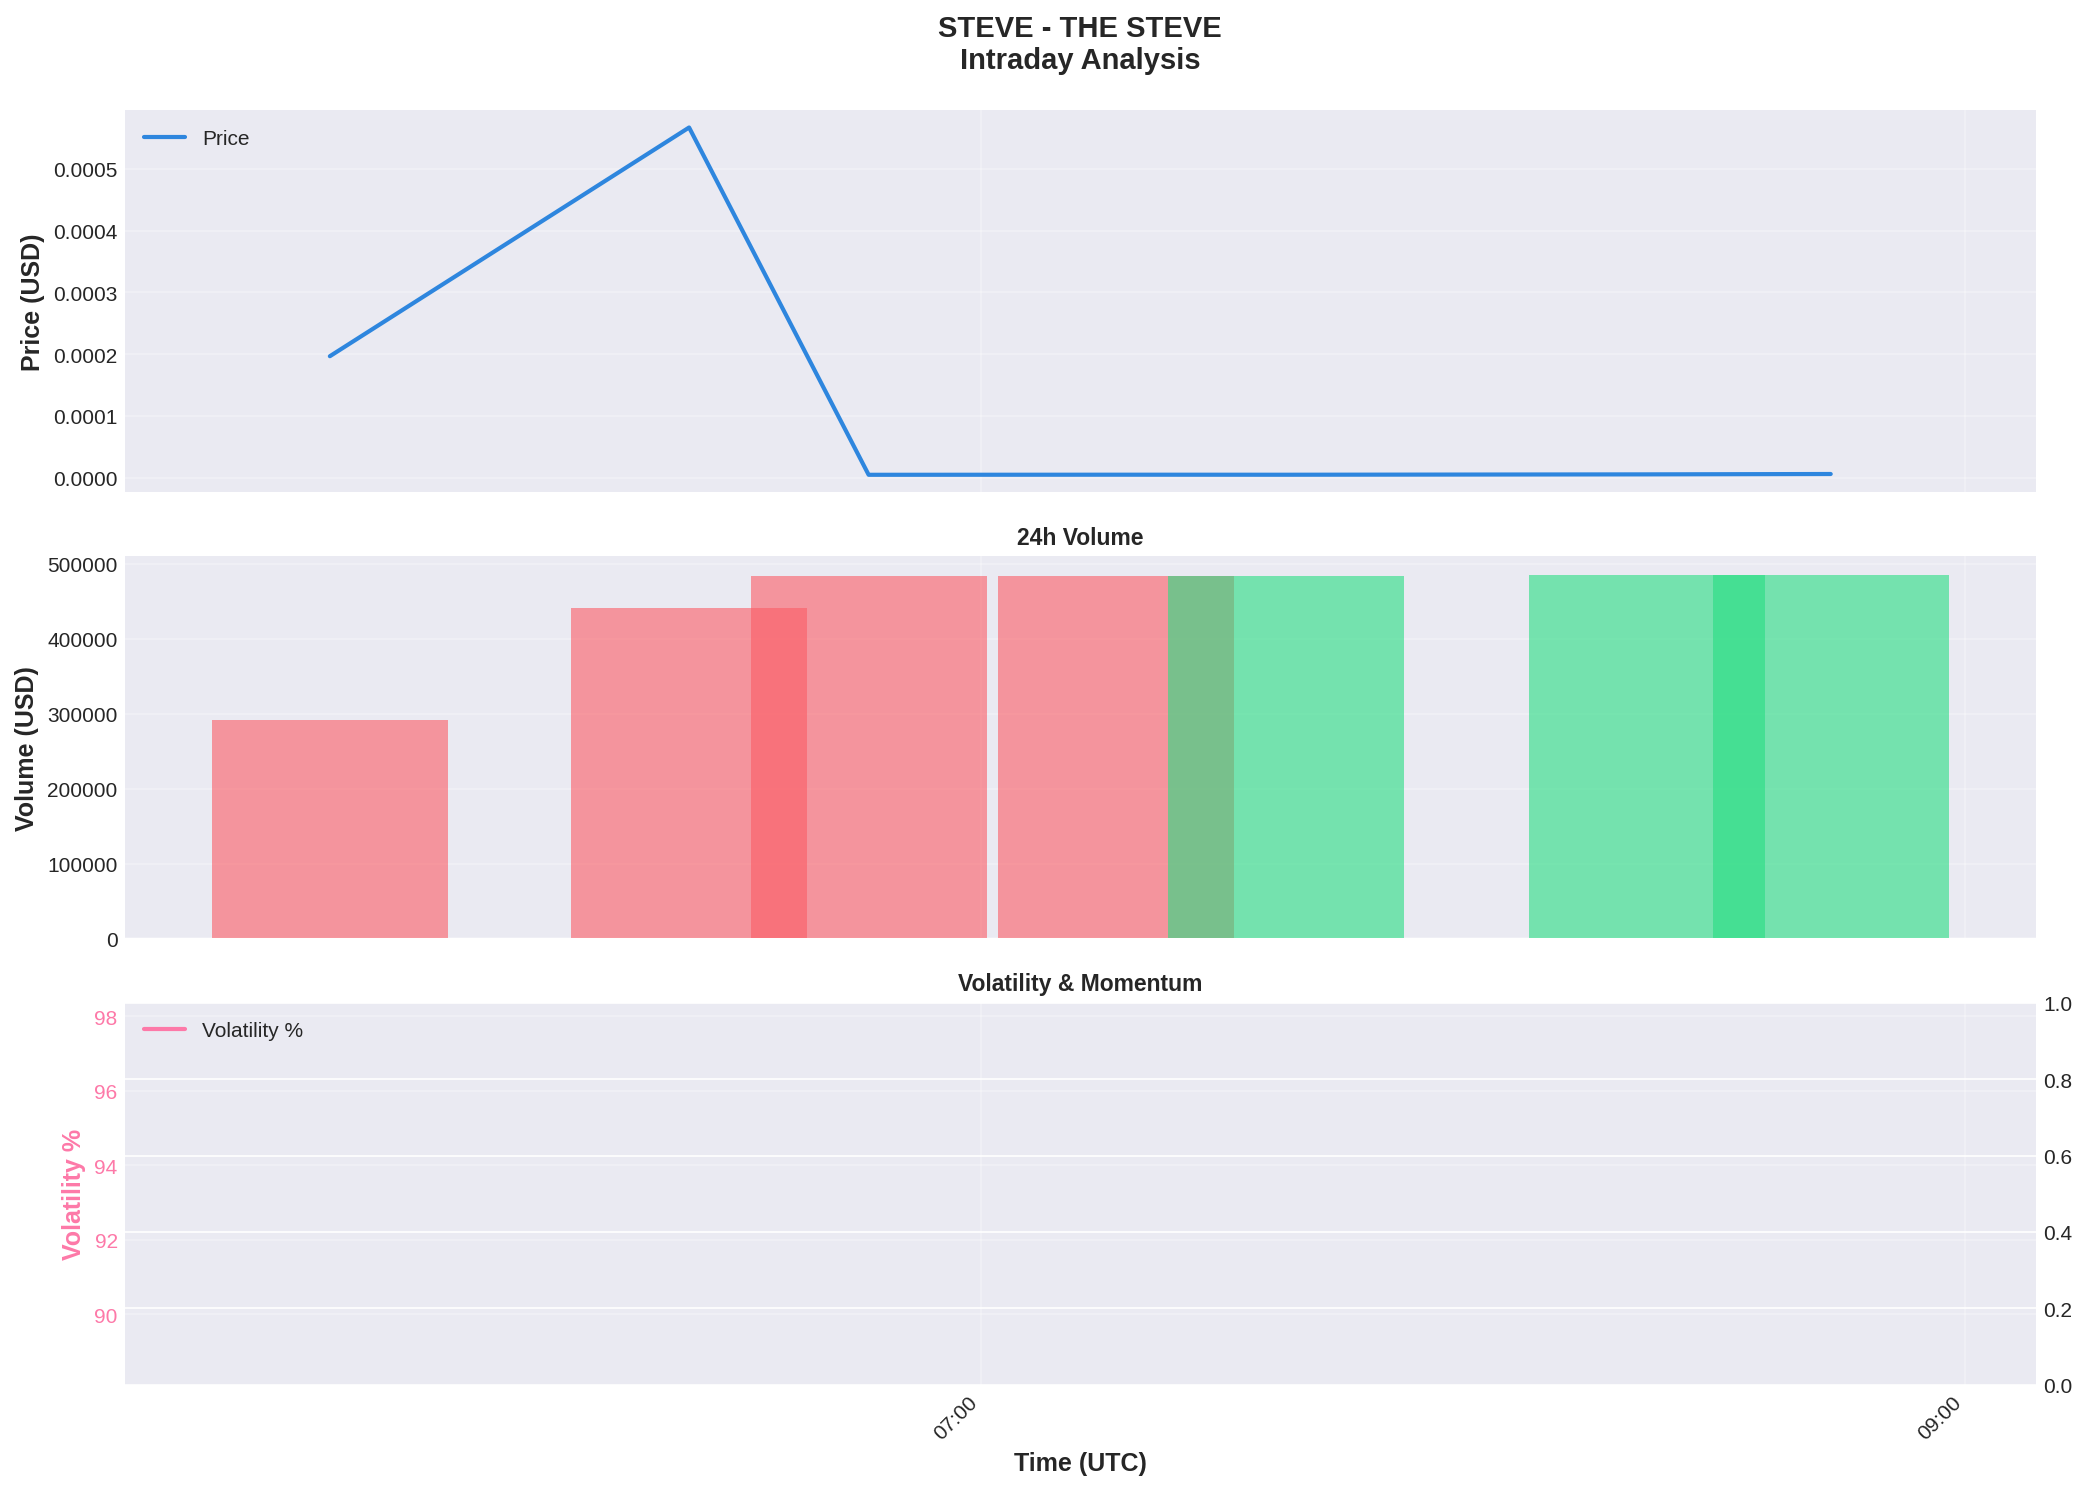 STEVE - THE STEVE
Intraday Analysis
Price
0.0005
0.0004
0.0003
0.0002
0.0001
0.0000
Price (USD)
24h Volume
500000
400000
300000
200000
100000
0
Volume (USD)
Volatility & Momentum
Volatility %
98
96
94
92
90
Volatility %
1.0
0.8
0.6
0.4
0.2
0.0
07:00
09:00
Time (UTC)